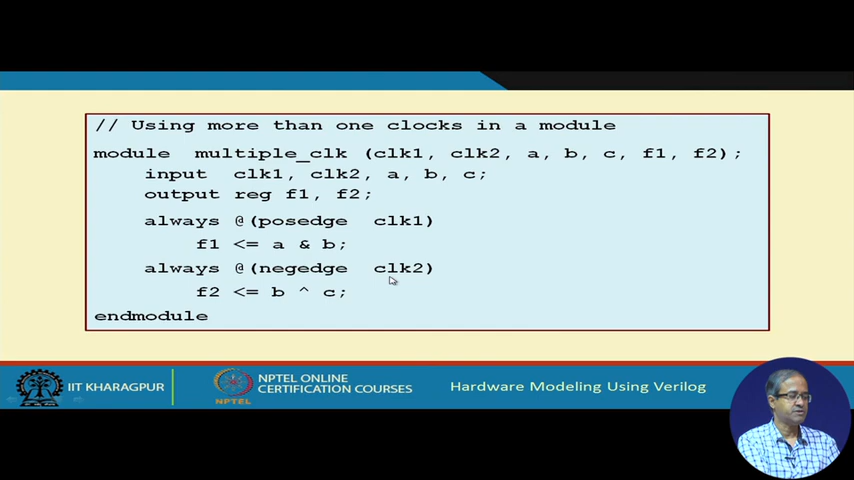 // Using more than one clocks in a module
module multiple_clk (clk1, clk2, a, b, c, f1, f2);
input clk1, clk2, a, b, c;
output reg f1, f2;
always @(posedge clk1)
f1 <= a & b;
always @(negedge clk2)
f2 <= b ^ c;
endmodule
IIT KHARAGPUR
NPTEL
NPTEL ONLINE
CERTIFICATION COURSES
Hardware Modeling Using Verilog